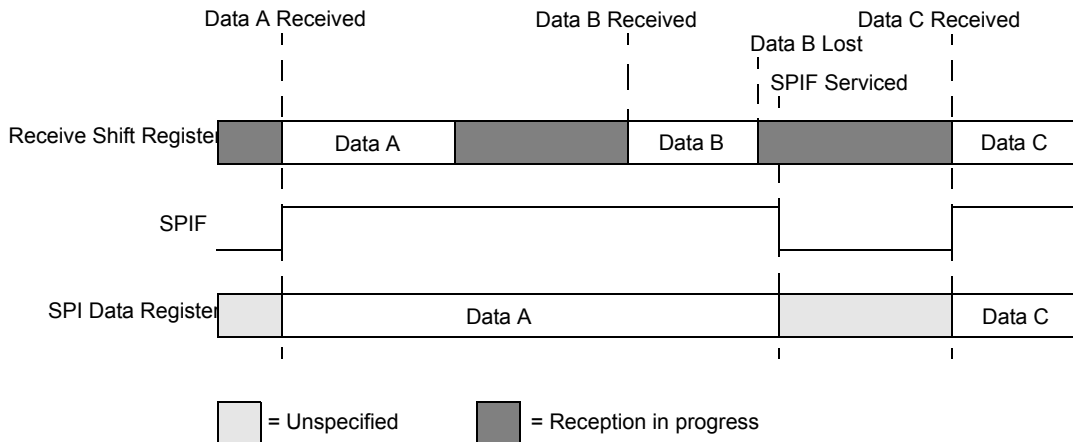 Data A Received
Data B Received
Data C Received
Data B Lost
SPIF Serviced
Receive Shift Register
Data A
Data B
Data C
SPIF
SPI Data Register
Data A
Data C
= Unspecified
= Reception in progress